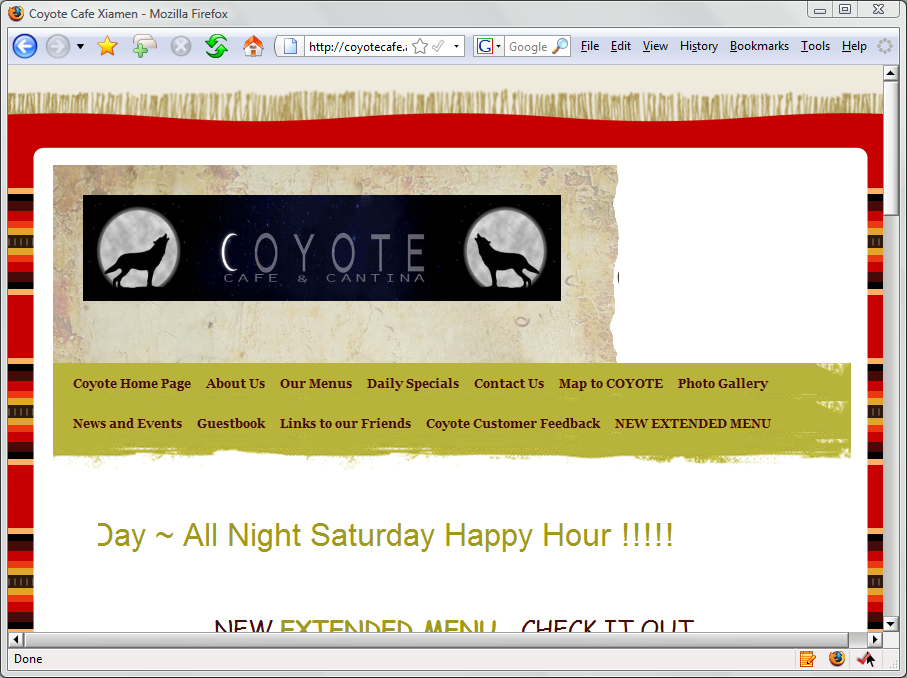 Coyote Cafe Xiamen - Mozilla Firefox
http://coyotecafe.a
G Google File Edit View History Bookmarks Tools Help
COYOTE
CAFE & CANTINA
Coyote Home Page About Us Our Menus Daily Specials Contact Us Map to COYOTE Photo Gallery
News and Events Guestbook Links to our Friends Coyote Customer Feedback NEW EXTENDED MENU
Day ~ All Night Saturday Happy Hour !!!!!
NEW EXTENDED MENU CHECK IT OUT
Done